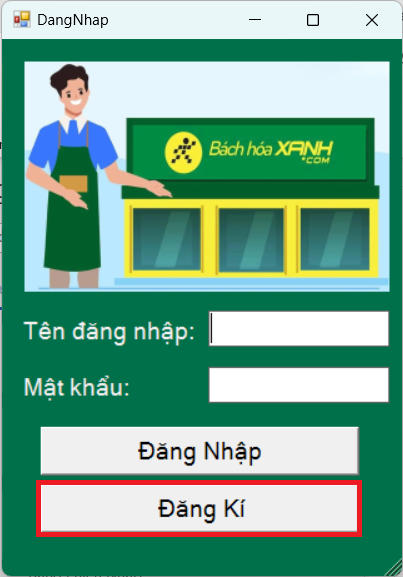 DangNhap
Bách hóa XANH
.COM
Tên đăng nhập:
Mật khẩu:
Đăng Nhập
Đăng Kí